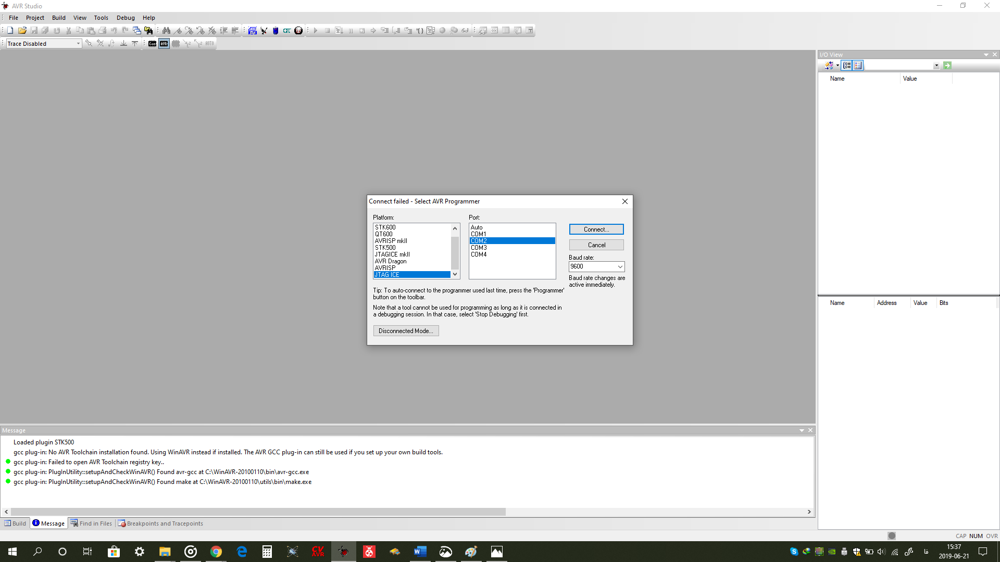 AVR Studio
File Project Build View Tools Debug Help
Trace Disabled
Con AVR AUTO
I/O View
Name Value
Connect failed - Select AVR Programmer
Platform:
STK600
QT600
AVRISP mkII
STK500
JTAGICE mkII
AVR Dragon
AVRISP
JTAG ICE
Port:
Auto
COM1
COM2
COM3
COM4
Connect...
Cancel
Baud rate:
9600
Baud rate changes are
active immediately.
Tip: To auto-connect to the programmer used last time, press the 'Programmer'
button on the toolbar.
Note that a tool cannot be used for programming as long as it is connected in
a debugging session. In that case, select 'Stop Debugging' first.
Disconnected Mode...
Name Address Value Bits
Message
Loaded plugin STK500
gcc plug-in: No AVR Toolchain installation found. Using WinAVR instead if installed. The AVR GCC plug-in can still be used if you set up your own build tools.
gcc plug-in: Failed to open AVR Toolchain registry key..
gcc plug-in: PlugInUtility::setupAndCheckWinAVR() Found avr-gcc at C:\WinAVR-20100110\bin\avr-gcc.exe
gcc plug-in: PlugInUtility::setupAndCheckWinAVR() Found make at C:\WinAVR-20100110\utils\bin\make.exe
Build Message Find in Files Breakpoints and Tracepoints
CAP NUM OVR
CV
AVR
فا
15:37
2019-06-21